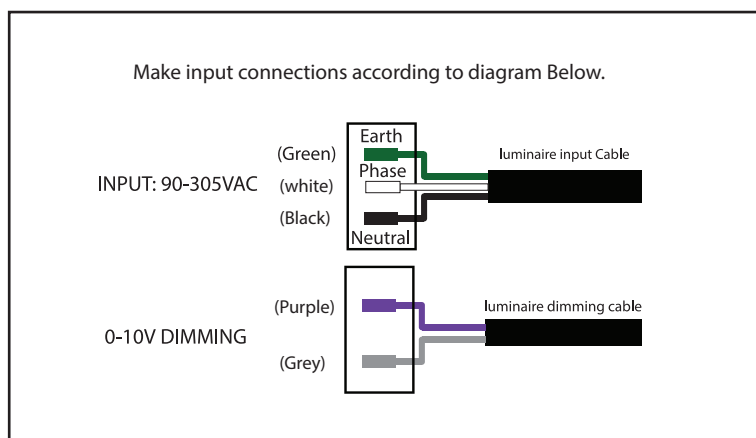 Make input connections according to diagram Below.
Earth
(Green)
luminaire input Cable
Phase
INPUT: 90-305VAC
(white)
(Black)
Neutral
(Purple)
luminaire dimming cable
0-10V DIMMING
(Grey)